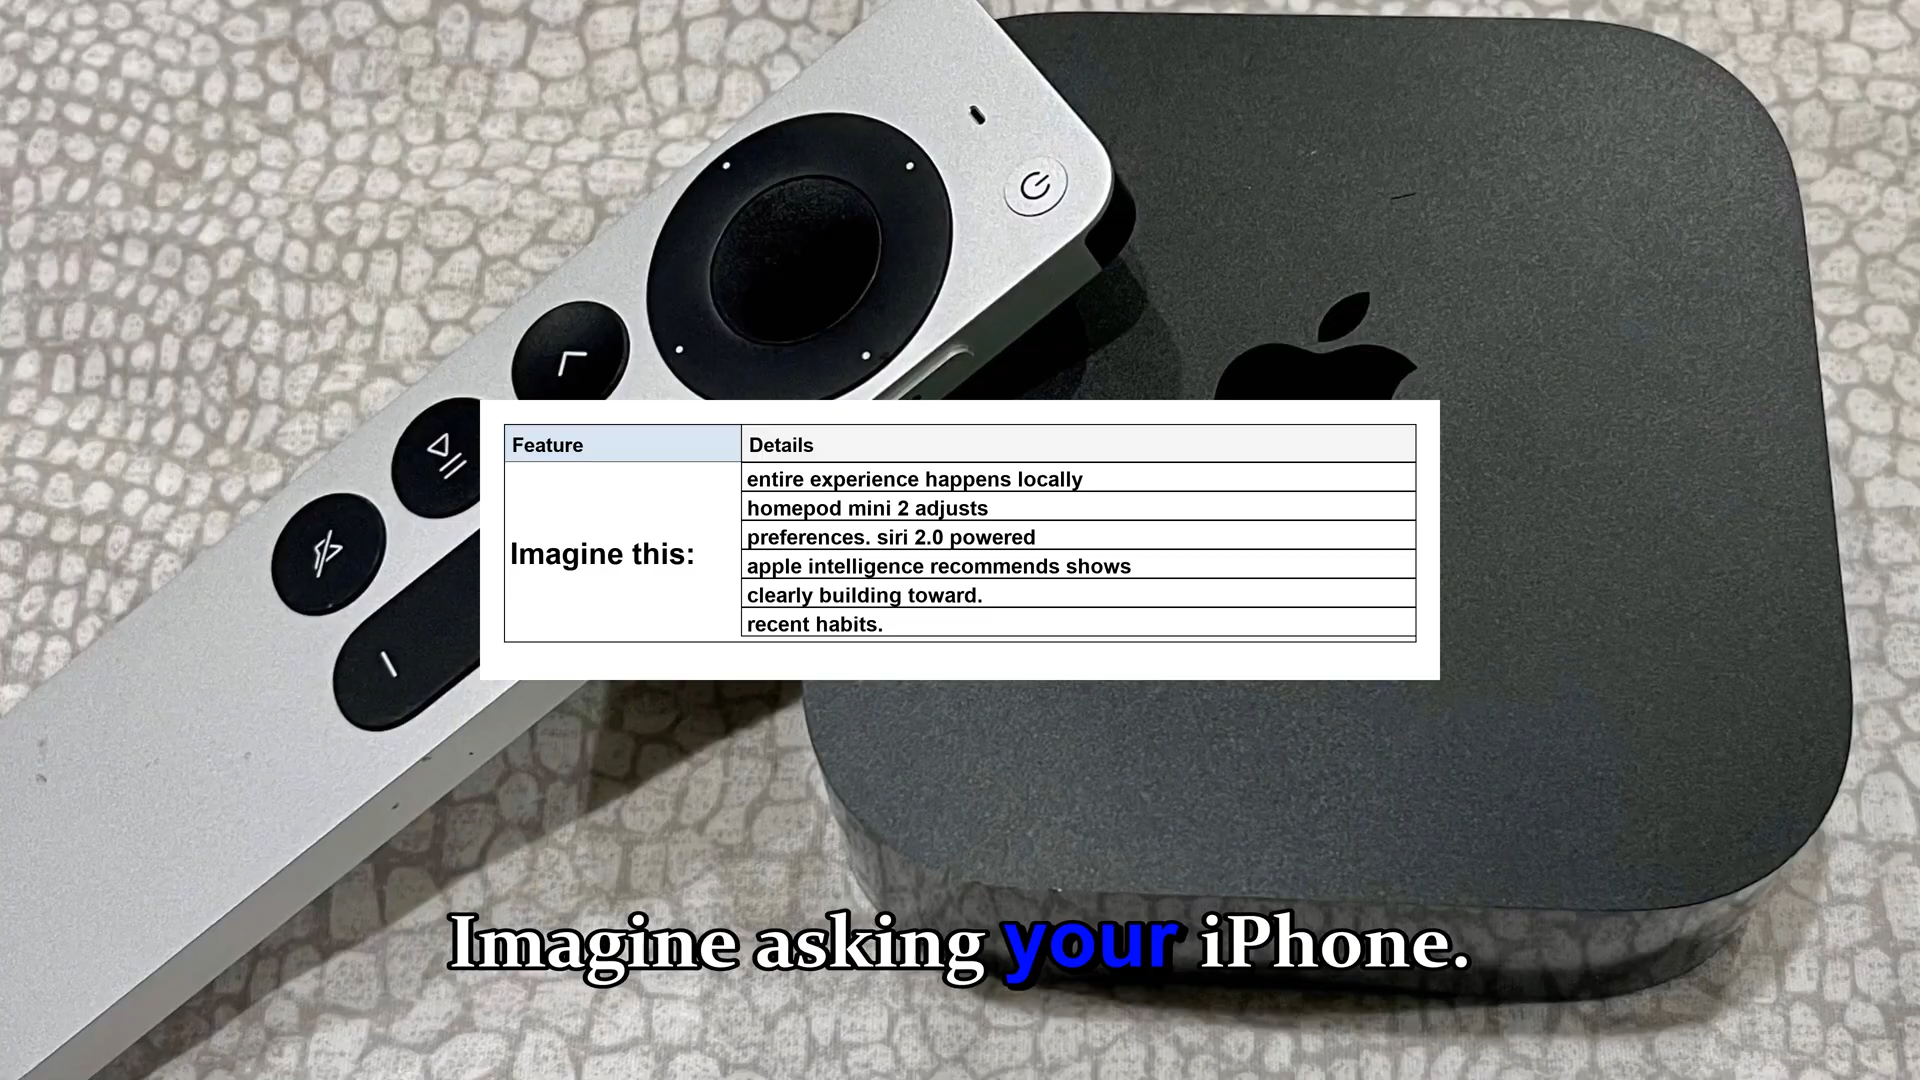 Feature
Details
Imagine this:
entire experience happens locally
homepod mini 2 adjusts
preferences. siri 2.0 powered
apple intelligence recommends shows
clearly building toward.
recent habits.
Imagine asking your iPhone.